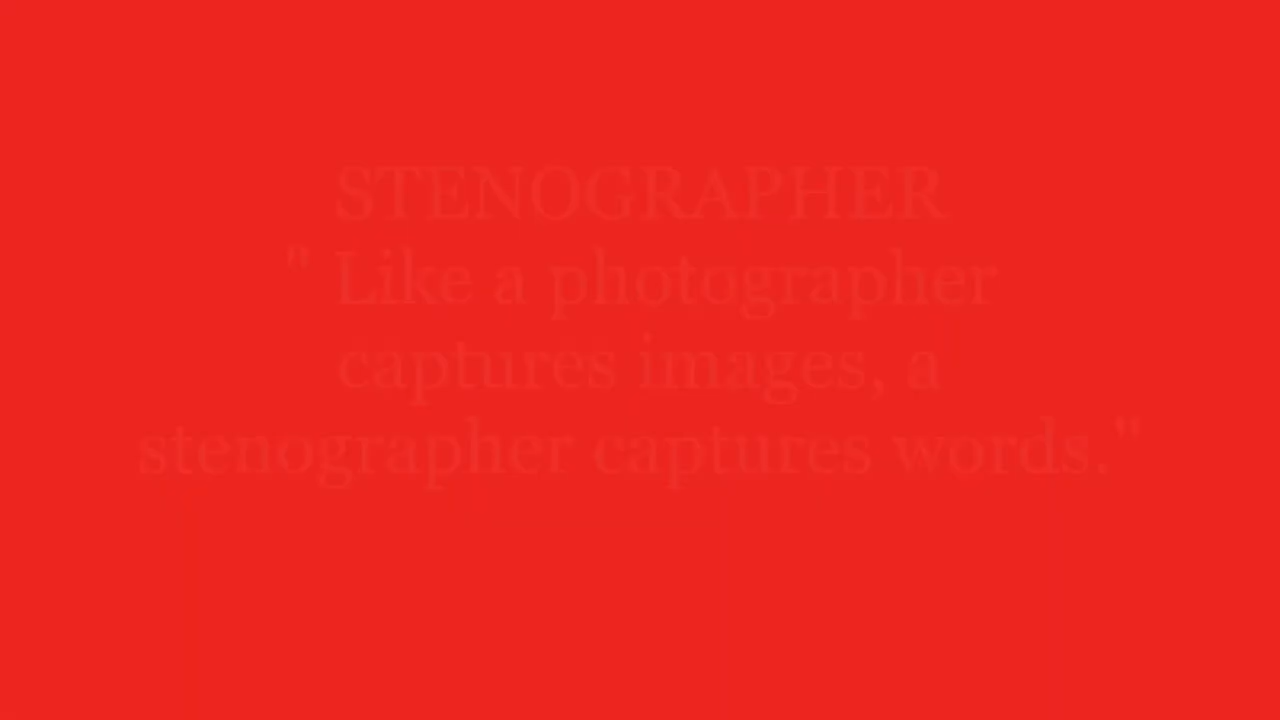 STENOGRAPHER
" Like a photographer
captures images, a
stenographer captures words."